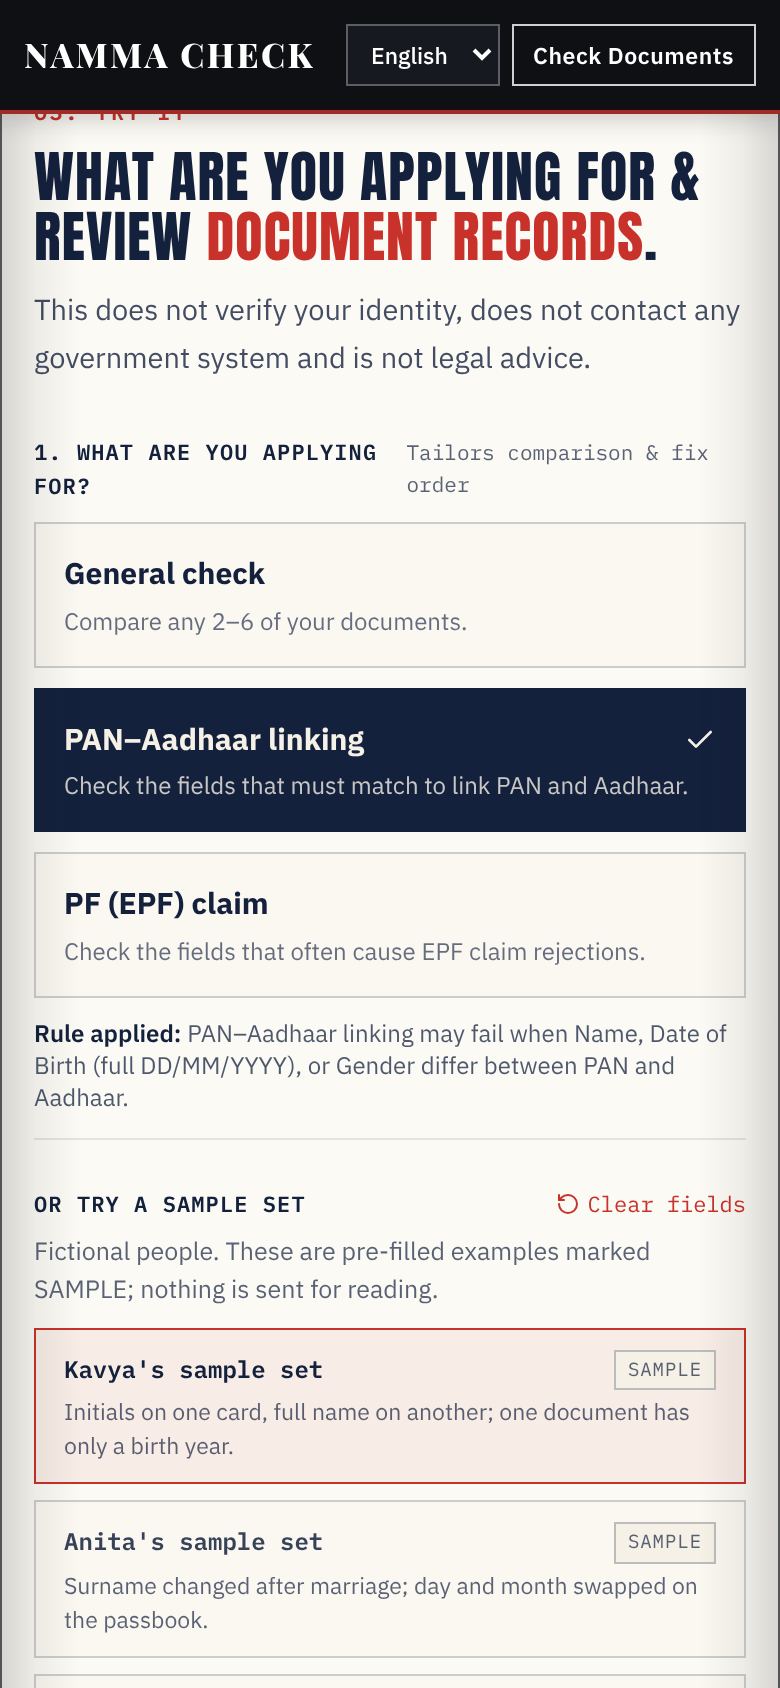 NAMMA CHECK
English
Check Documents
03. TRY IT
WHAT ARE YOU APPLYING FOR &
REVIEW DOCUMENT RECORDS.
This does not verify your identity, does not contact any
government system and is not legal advice.
1. WHAT ARE YOU APPLYING
FOR?
Tailors comparison & fix
order
General check
Compare any 2–6 of your documents.
PAN–Aadhaar linking
Check the fields that must match to link PAN and Aadhaar.
PF (EPF) claim
Check the fields that often cause EPF claim rejections.
Rule applied: PAN–Aadhaar linking may fail when Name, Date of
Birth (full DD/MM/YYYY), or Gender differ between PAN and
Aadhaar.
OR TRY A SAMPLE SET
Clear fields
Fictional people. These are pre-filled examples marked
SAMPLE; nothing is sent for reading.
Kavya's sample set
SAMPLE
Initials on one card, full name on another; one document has
only a birth year.
Anita's sample set
SAMPLE
Surname changed after marriage; day and month swapped on
the passbook.